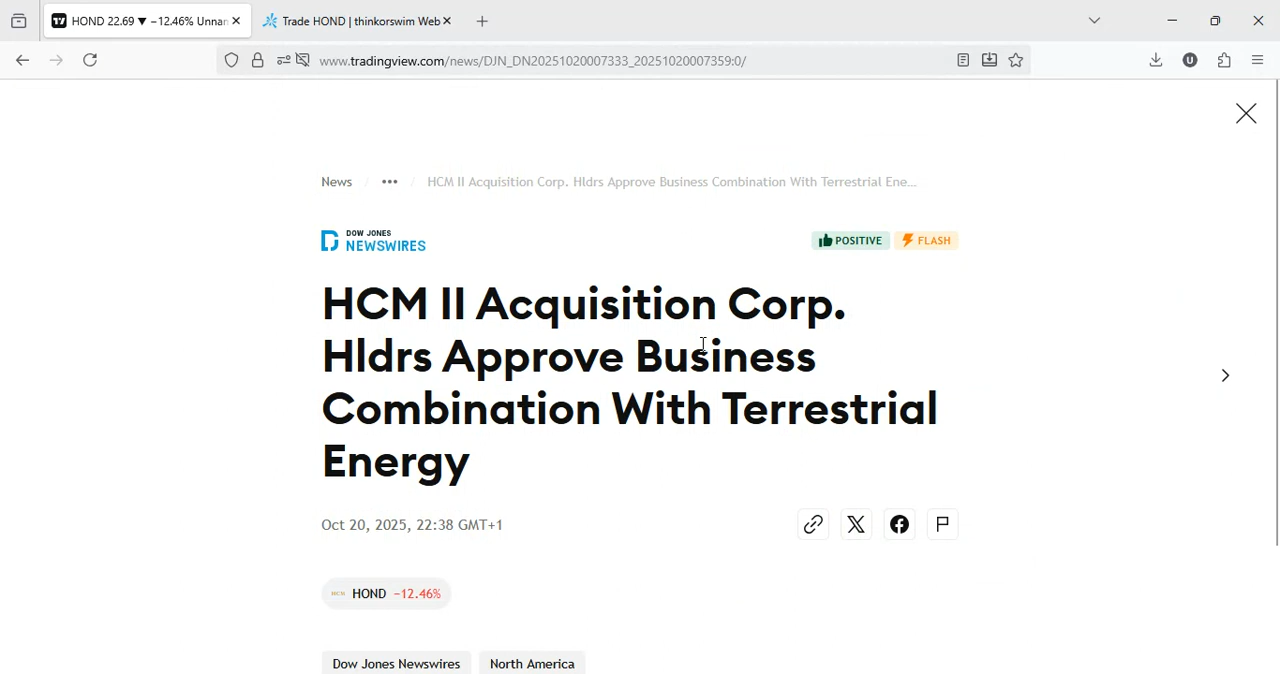 HOND 22.69 ▼ −12.46% Unnar
Trade HOND | thinkorswim Web
www.tradingview.com/news/DJN_DN20251020007333_20251020007359:0/
U
News / ••• / HCM II Acquisition Corp. Hldrs Approve Business Combination With Terrestrial Ene...
DOW JONES
NEWSWIRES
POSITIVE
FLASH
HCM II Acquisition Corp.
Hldrs Approve Business
Combination With Terrestrial
Energy
Oct 20, 2025, 22:38 GMT+1
HCM HOND −12.46%
Dow Jones Newswires
North America